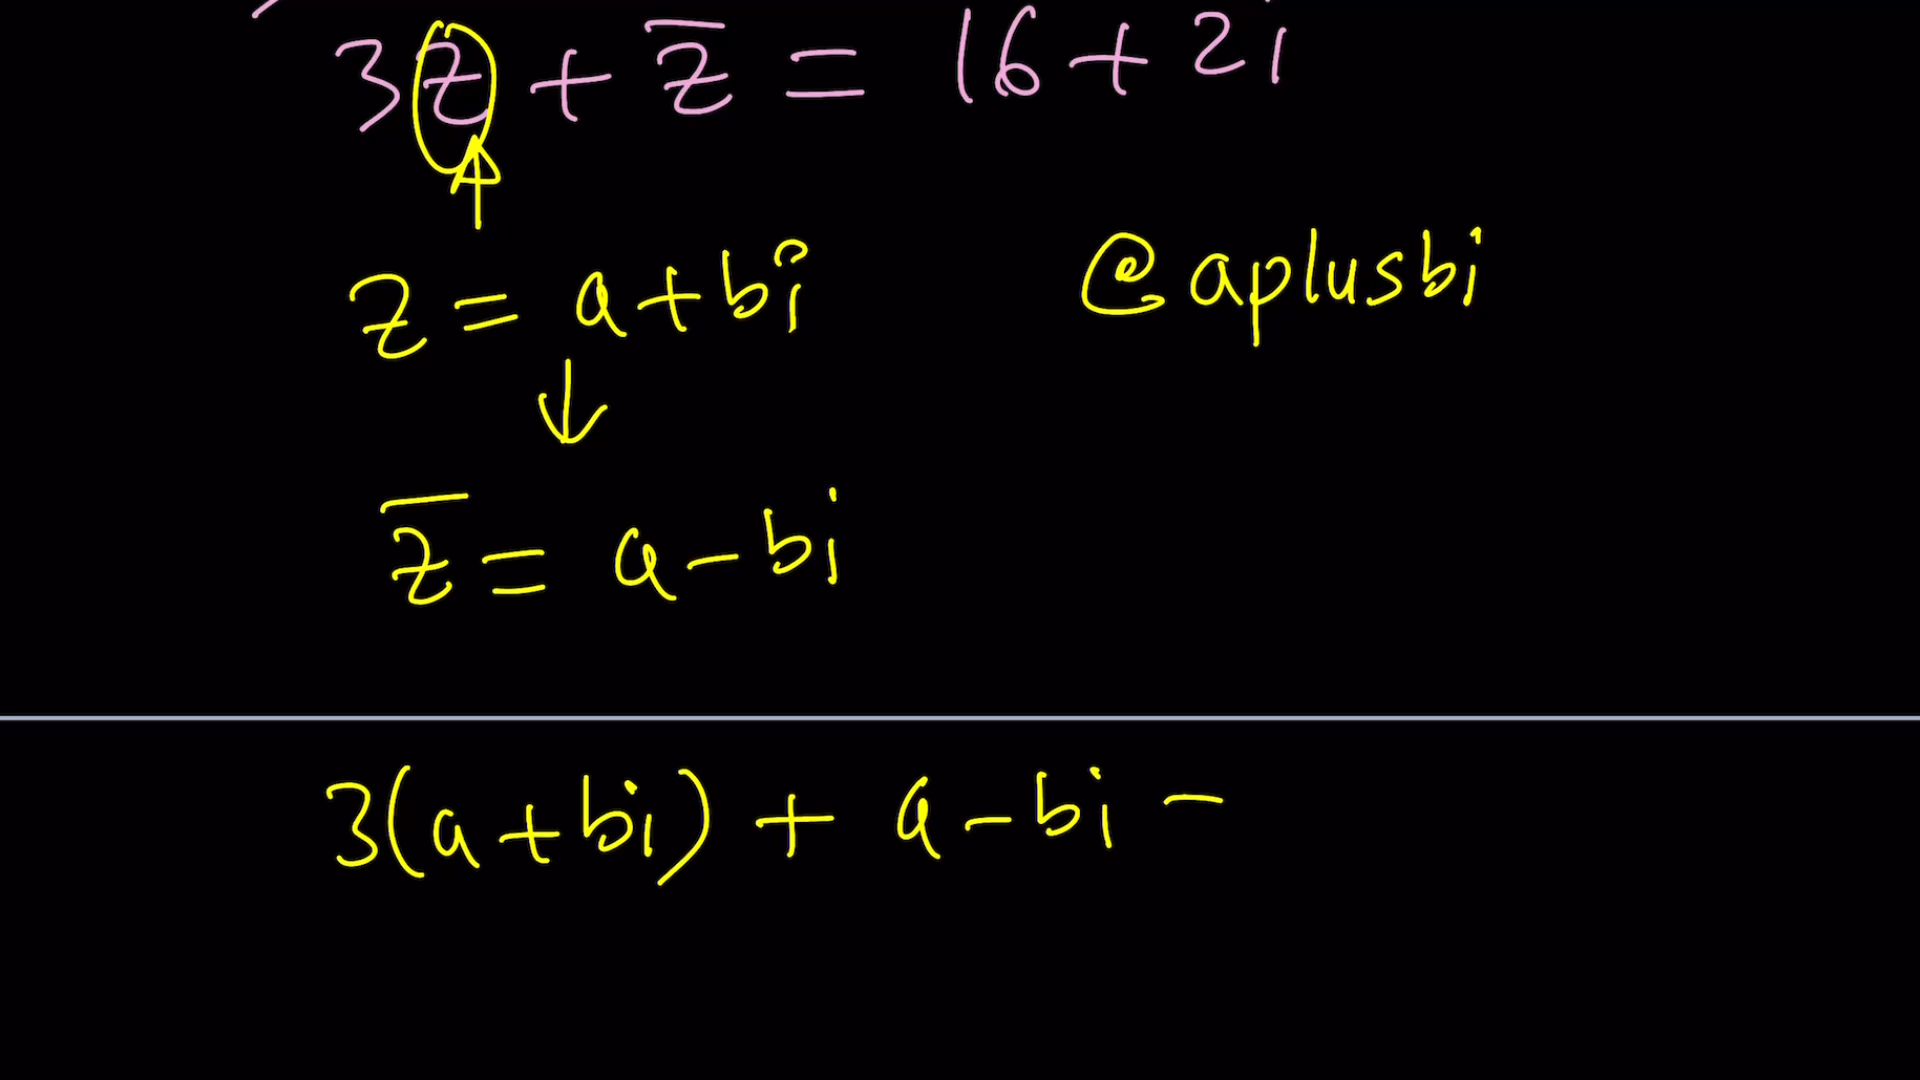 3z + z̅ = 16 + 2i
z = a + bi
@aplusbi
z̅ = a - bi
3(a + bi) + a - bi -